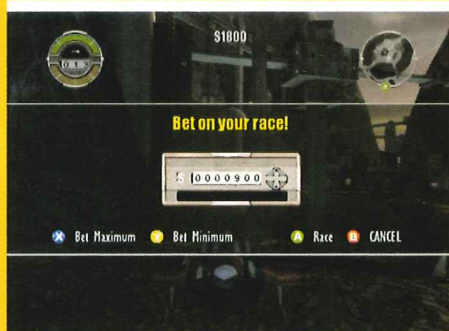 $1800
Bet on your race!
$ 0000900
X Bet Maximum Y Bet Minimum A Race B CANCEL